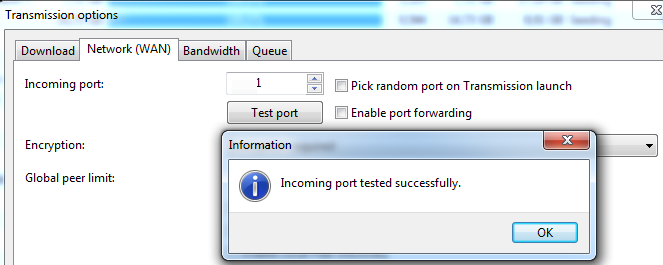 Transmission options
Download
Network (WAN)
Bandwidth
Queue
Incoming port:
1
Pick random port on Transmission launch
Test port
Enable port forwarding
Encryption:
Global peer limit:
Information
Incoming port tested successfully.
OK